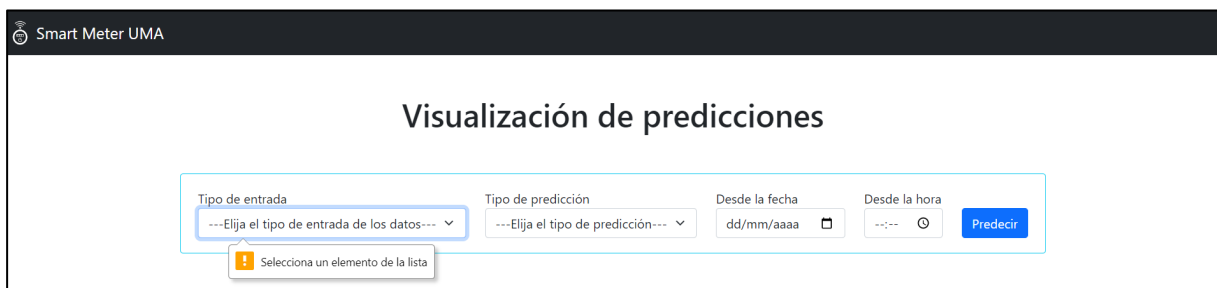 Smart Meter UMA
Visualización de predicciones
Tipo de entrada
Tipo de predicción
Desde la fecha
Desde la hora
---Elija el tipo de entrada de los datos---
---Elija el tipo de predicción---
dd/mm/aaaa
--:--
Predecir
Selecciona un elemento de la lista